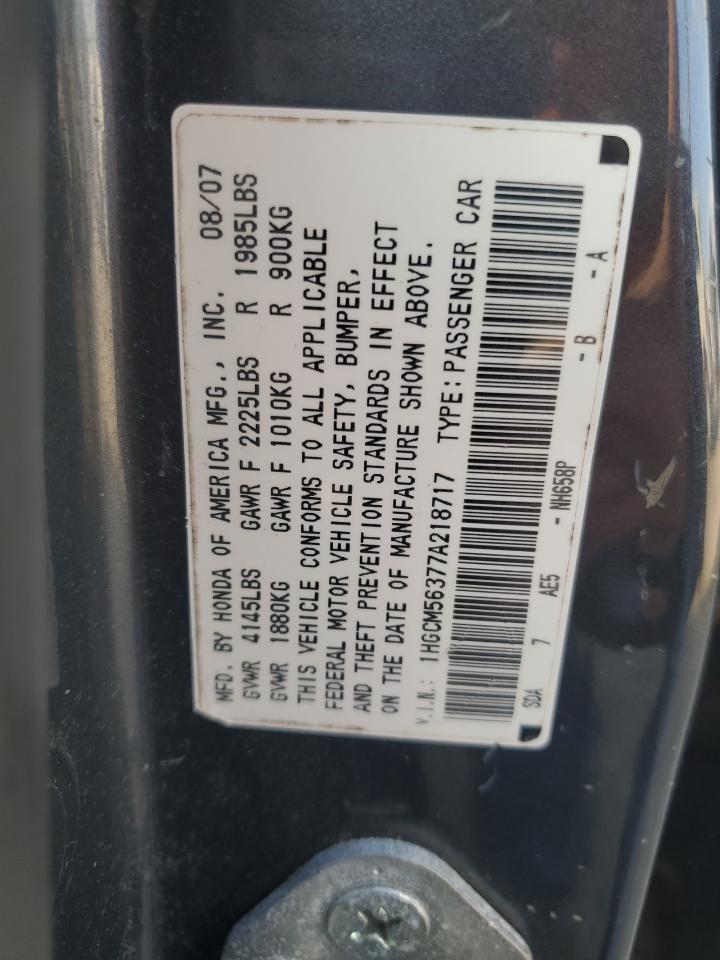 MFD. BY HONDA OF AMERICA MFG., INC. 08/07
GVWR 4145LBS GAWR F 2225LBS R 1985LBS
GVWR 1880KG GAWR F 1010KG R 900KG
THIS VEHICLE CONFORMS TO ALL APPLICABLE
FEDERAL MOTOR VEHICLE SAFETY, BUMPER,
AND THEFT PREVENTION STANDARDS IN EFFECT
ON THE DATE OF MANUFACTURE SHOWN ABOVE.
V.I.N.: 1HGCM56377A218717 TYPE: PASSENGER CAR
SDA 7 AE5 - NH658P - B - A